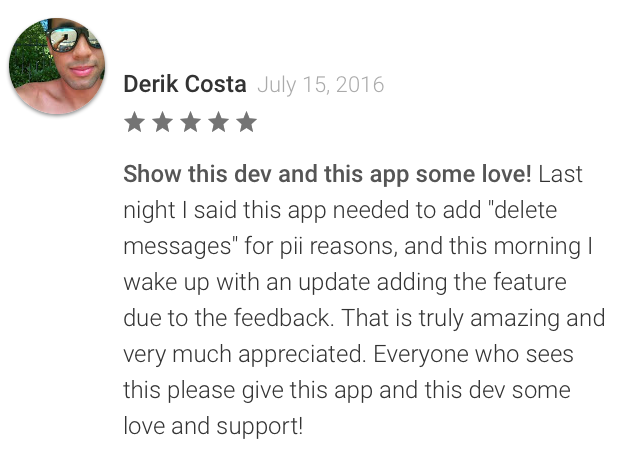 Derik Costa July 15, 2016
Show this dev and this app some love! Last
night I said this app needed to add "delete
messages" for pii reasons, and this morning I
wake up with an update adding the feature
due to the feedback. That is truly amazing and
very much appreciated. Everyone who sees
this please give this app and this dev some
love and support!